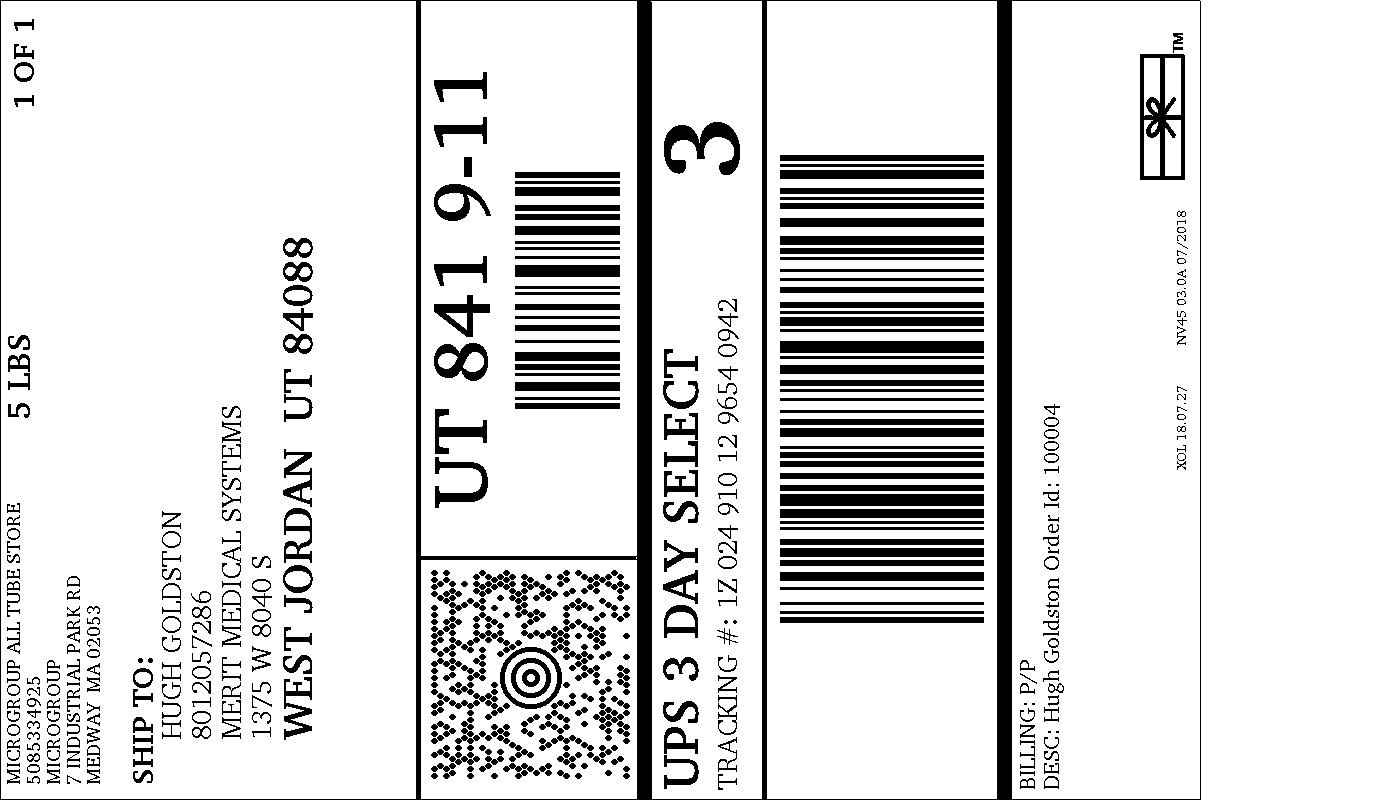 MICROGROUP ALL TUBE STORE
5085334925
MICROGROUP
7 INDUSTRIAL PARK RD
MEDWAY MA 02053
5 LBS
1 OF 1
SHIP TO:
HUGH GOLDSTON
8012057286
MERIT MEDICAL SYSTEMS
1375 W 8040 S
WEST JORDAN UT 84088
UT 841 9-11
UPS 3 DAY SELECT
3
TRACKING #: 1Z 024 910 12 9654 0942
BILLING: P/P
DESC: Hugh Goldston Order Id: 100004
XOL 18.07.27 NV45 03.0A 07/2018
TM